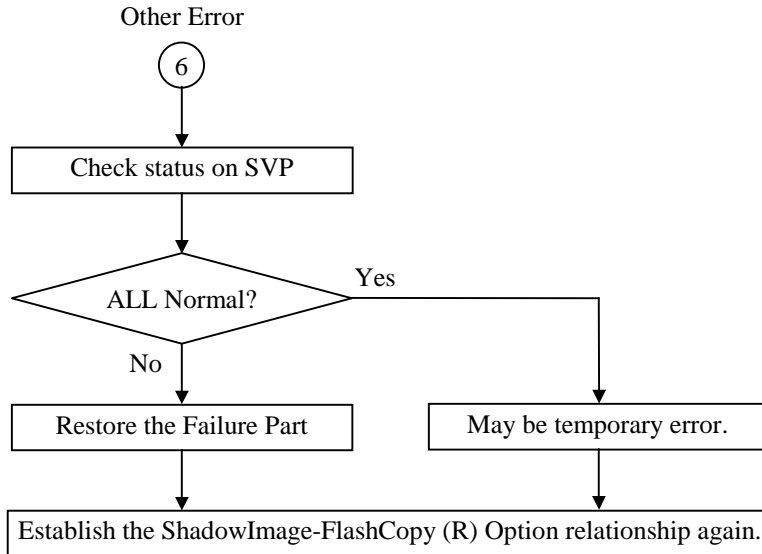 Other Error
6
Check status on SVP
ALL Normal?
Yes
No
Restore the Failure Part
May be temporary error.
Establish the ShadowImage-FlashCopy (R) Option relationship again.